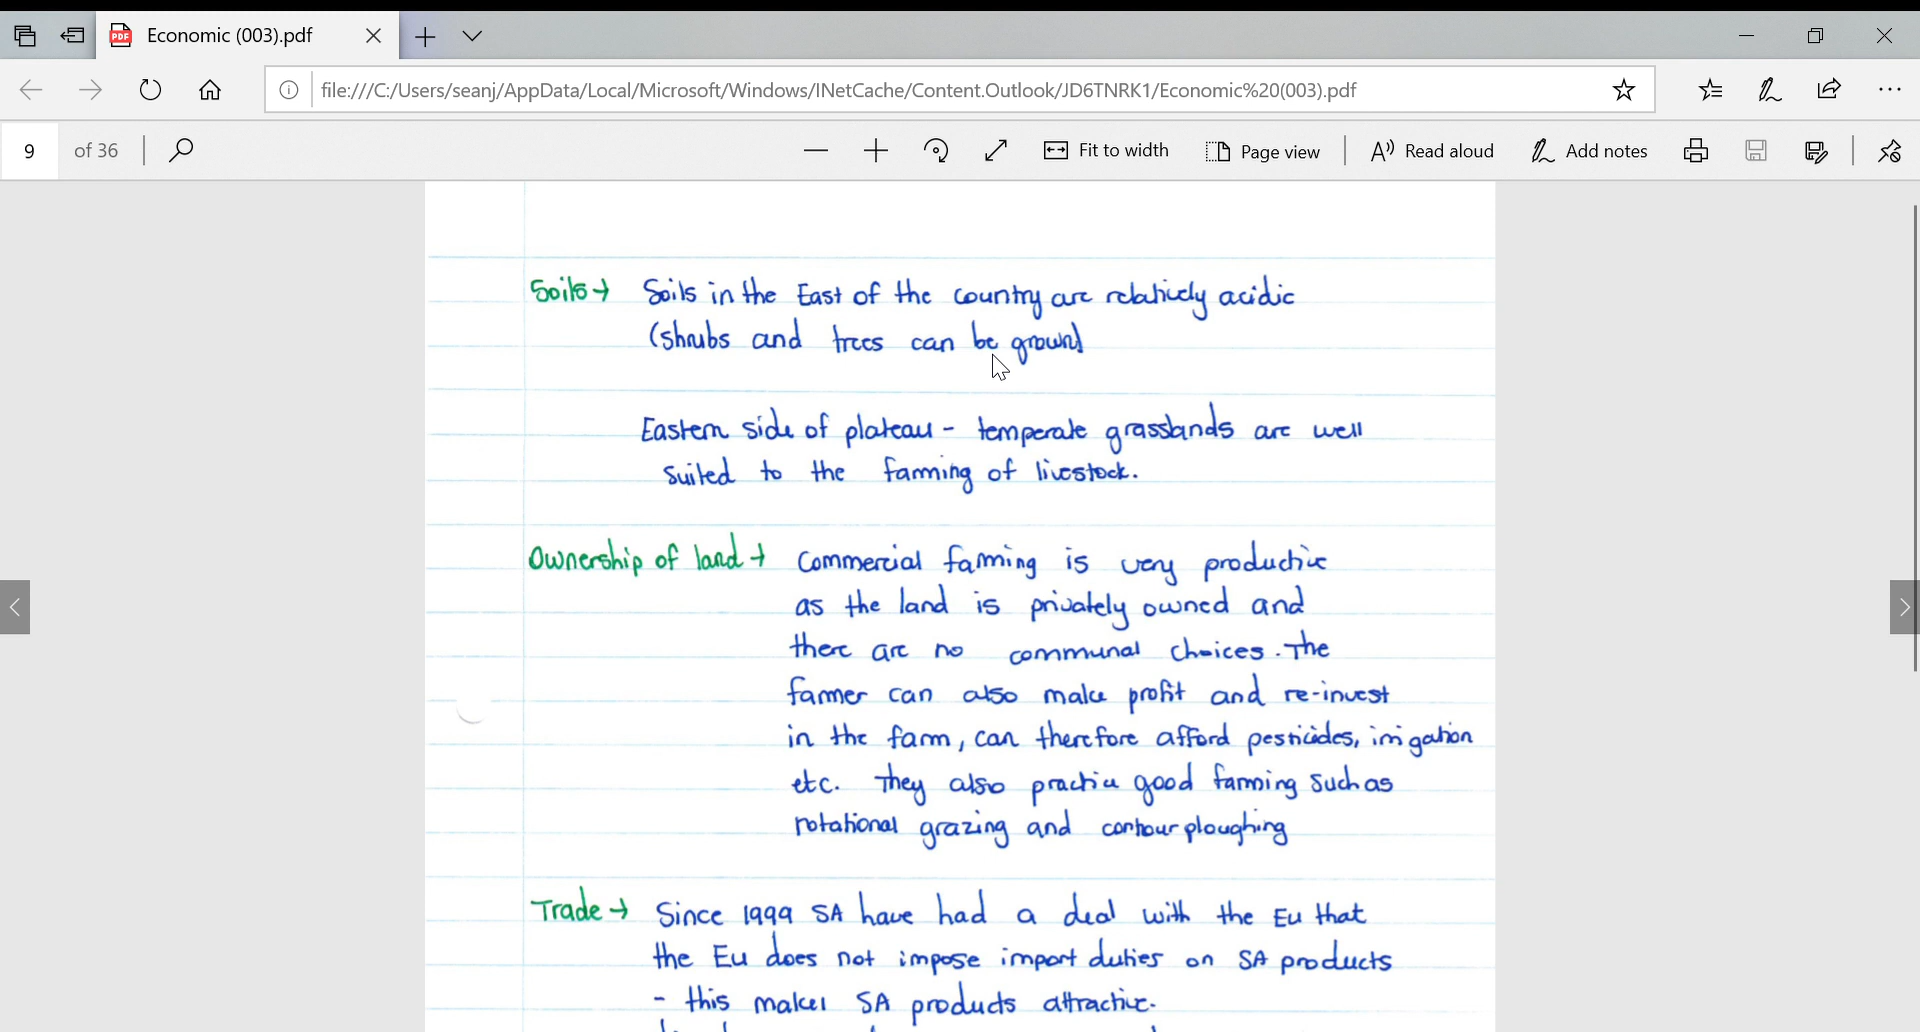 Economic (003).pdf
file:///C:/Users/seanj/AppData/Local/Microsoft/Windows/INetCache/Content.Outlook/JD6TNRK1/Economic%20(003).pdf
9 of 36 Fit to width Page view Read aloud Add notes
Soils → Soils in the East of the country are relatively acidic
(shrubs and trees can be grown)
Eastern side of plateau - temperate grasslands are well
suited to the farming of livestock.
Ownership of land → Commercial farming is very productive
as the land is privately owned and
there are no communal choices. The
farmer can also make profit and re-invest
in the farm, can therefore afford pesticides, irrigation
etc. They also practice good farming such as
rotational grazing and contour ploughing
Trade → Since 1999 SA have had a deal with the EU that
the EU does not impose import duties on SA products
- this makes SA products attractive.